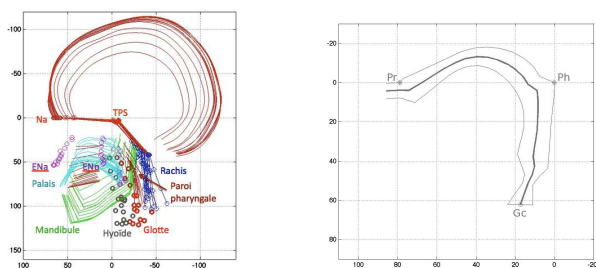 -100
-50
0
50
100
150
100
50
0
-50
-100
Na
TPS
ENa
ENp
Palais
Rachis
Paroi
pharyngale
Mandibule
Hyoïde
Glotte
-20
0
20
40
60
80
80
60
40
20
0
-20
Pr
Ph
Gc